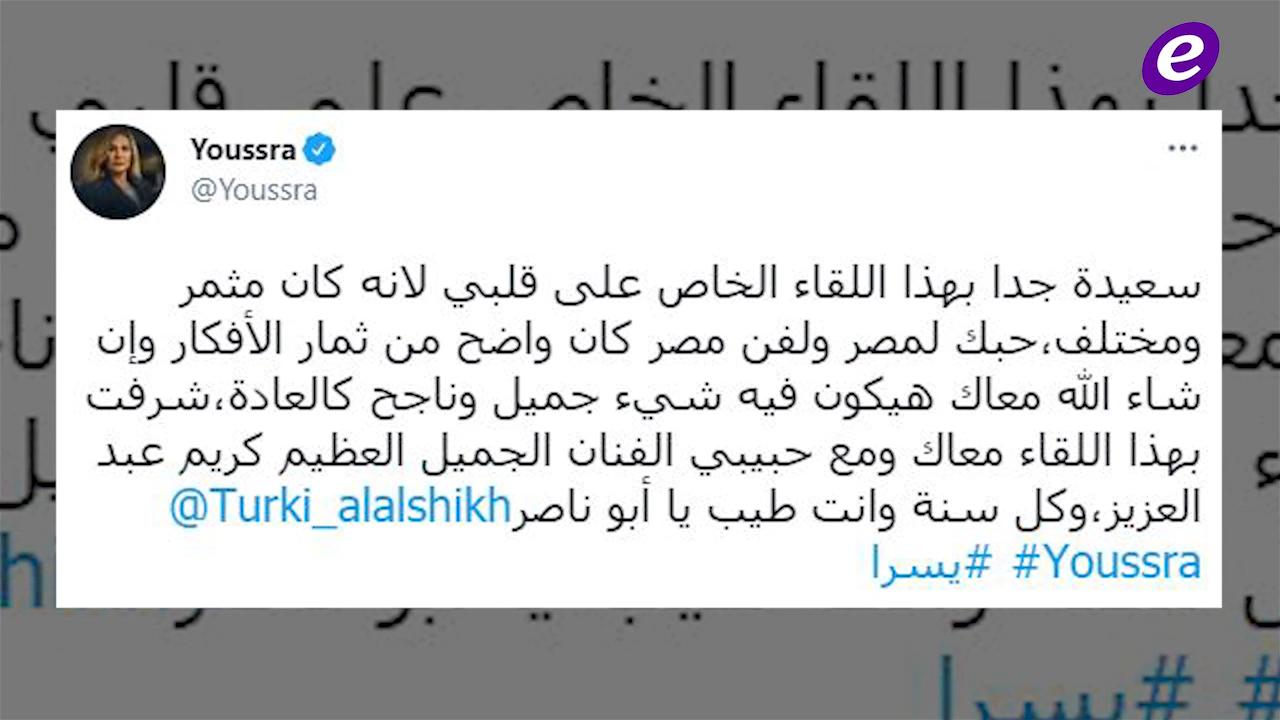 e
Youssra
...
@Youssra
سعيدة جدا بهذا اللقاء الخاص على قلبي لانه كان مثمر
ومختلف،حبك لمصر ولفن مصر كان واضح من ثمار الأفكار وإن
شاء الله معاك هيكون فيه شيء جميل وناجح كالعادة،شرفت
بهذا اللقاء معاك ومع حبيبي الفنان الجميل العظيم كريم عبد
العزيز،وكل سنة وانت طيب يا أبو ناصر@Turki_alalshikh
#Youssra #يسرا